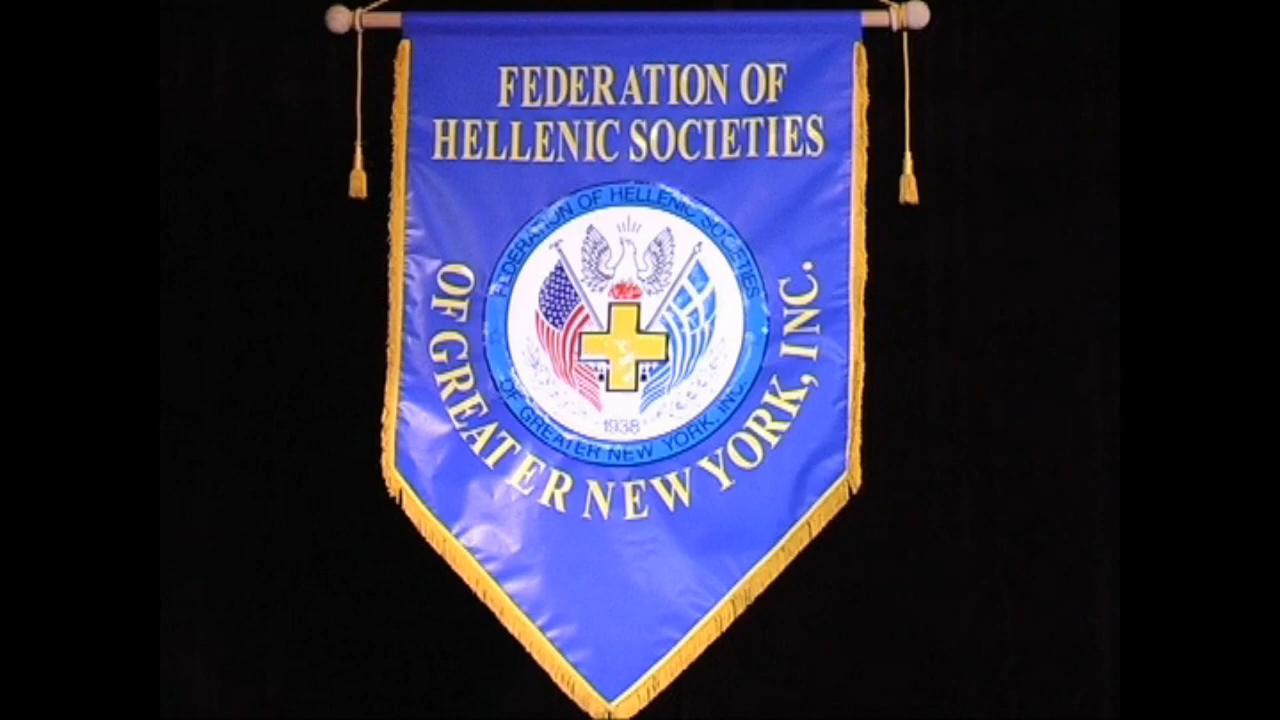 FEDERATION OF
HELLENIC SOCIETIES
OF GREATER NEW YORK, INC.
FEDERATION OF HELLENIC SOCIETIES
OF GREATER NEW YORK, INC.
1938